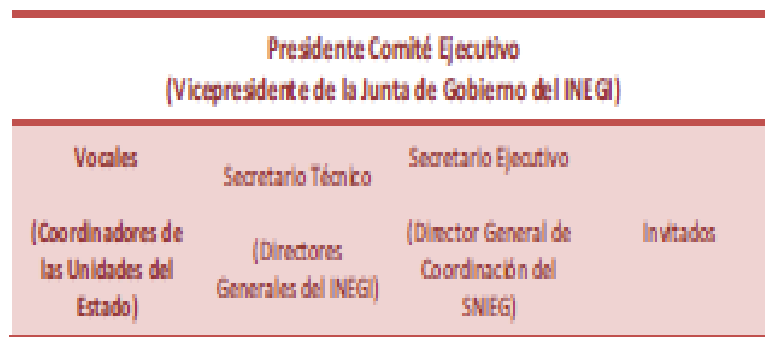 Presidente Comité Ejecutivo
(Vicepresidente de la Junta de Gobierno del INEGI)
Vocales
(Coordinadores de
las Unidades del
Estado)
Secretario Técnico
(Directores
Generales del INEGI)
Secretario Ejecutivo
(Director General de
Coordinación del
SNIEG)
Invitados